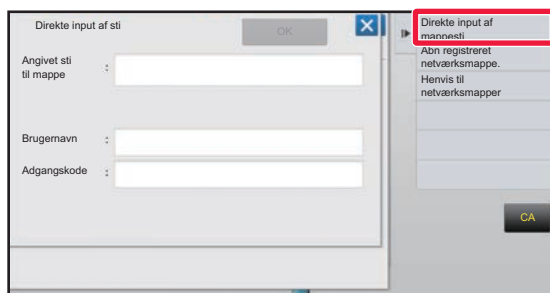 Direkte input af sti
OK
X
Angivet sti
til mappe :
Brugernavn :
Adgangskode :
Direkte input af
mappesti
Abn registreret
netværksmappe.
Henvis til
netværksmapper
CA